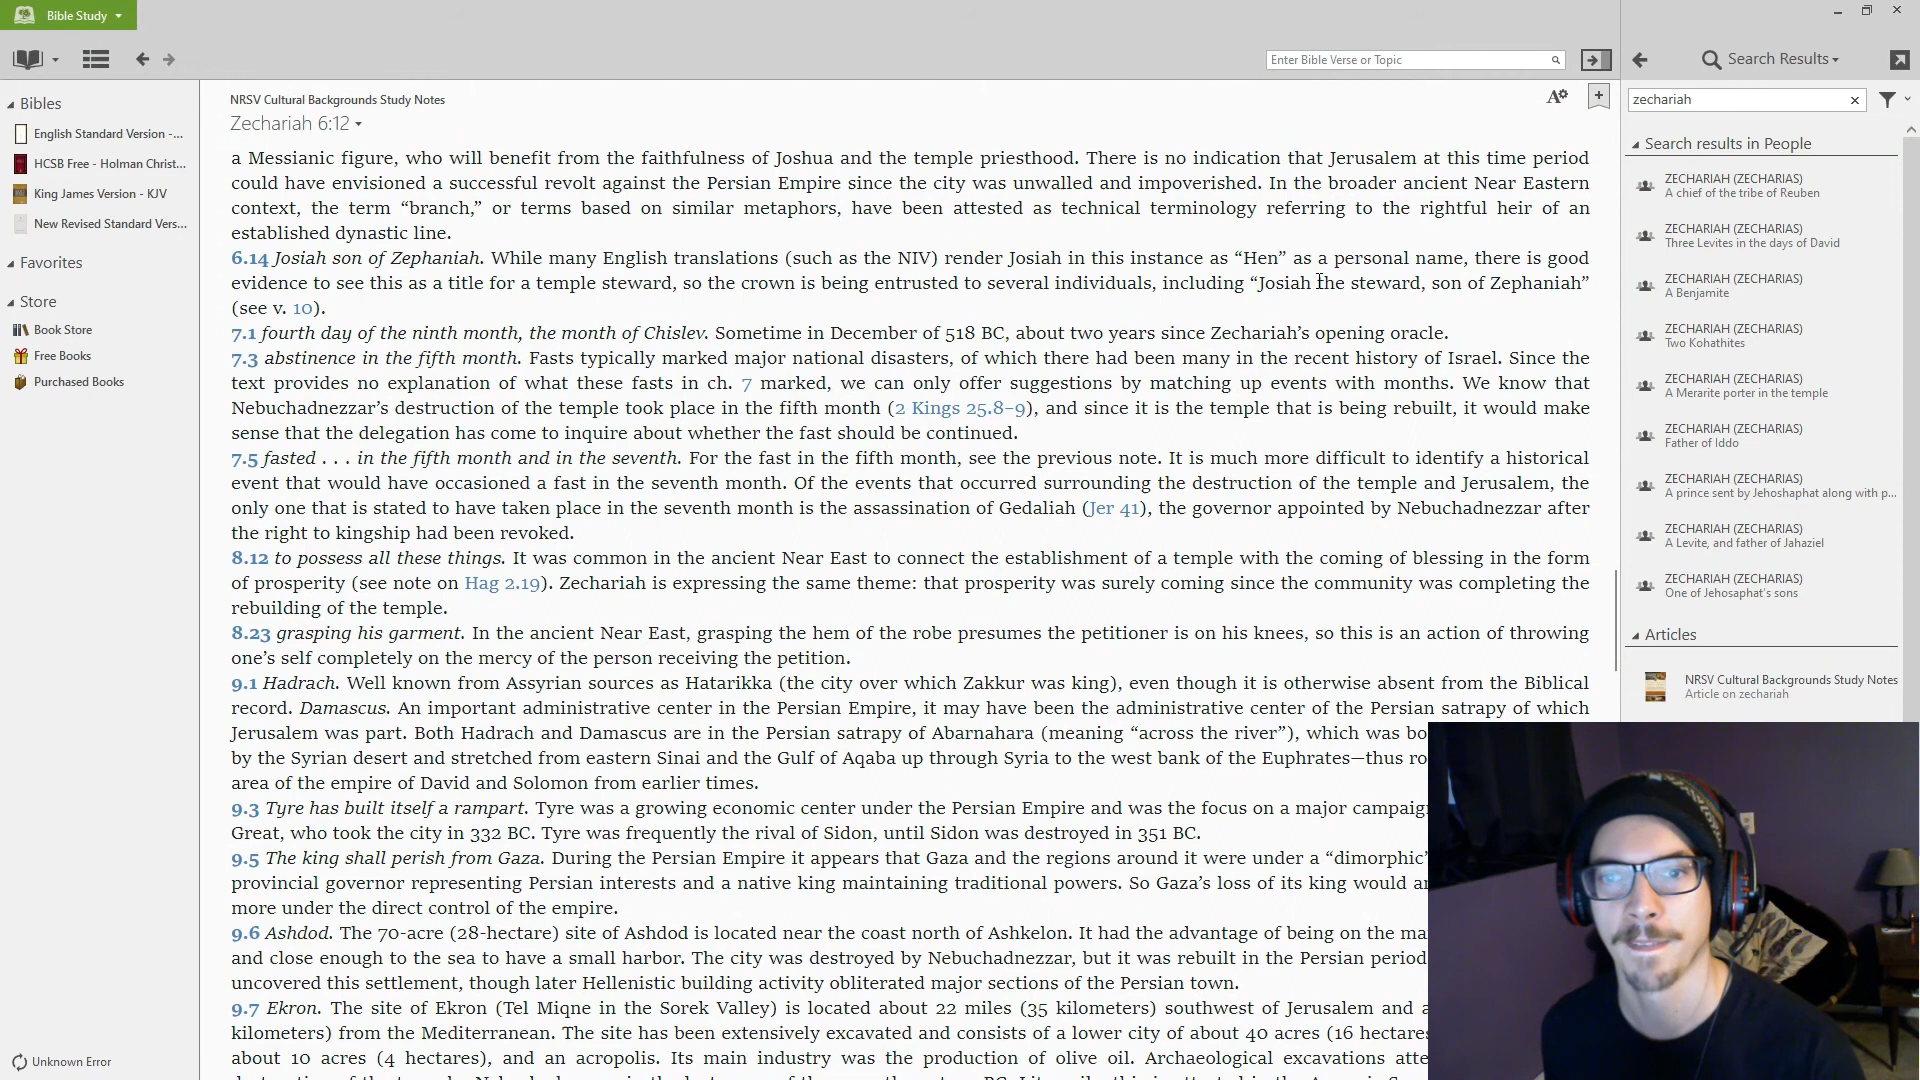 Bible Study
Enter Bible Verse or Topic
Search Results
zechariah
Bibles
English Standard Version -...
HCSB Free - Holman Christ...
King James Version - KJV
New Revised Standard Vers...
Favorites
Store
Book Store
Free Books
Purchased Books
Unknown Error
NRSV Cultural Backgrounds Study Notes
Zechariah 6:12
a Messianic figure, who will benefit from the faithfulness of Joshua and the temple priesthood. There is no indication that Jerusalem at this time period
could have envisioned a successful revolt against the Persian Empire since the city was unwalled and impoverished. In the broader ancient Near Eastern
context, the term “branch,” or terms based on similar metaphors, have been attested as technical terminology referring to the rightful heir of an
established dynastic line.
6.14 Josiah son of Zephaniah. While many English translations (such as the NIV) render Josiah in this instance as “Hen” as a personal name, there is good
evidence to see this as a title for a temple steward, so the crown is being entrusted to several individuals, including “Josiah the steward, son of Zephaniah”
(see v. 10).
7.1 fourth day of the ninth month, the month of Chislev. Sometime in December of 518 BC, about two years since Zechariah’s opening oracle.
7.3 abstinence in the fifth month. Fasts typically marked major national disasters, of which there had been many in the recent history of Israel. Since the
text provides no explanation of what these fasts in ch. 7 marked, we can only offer suggestions by matching up events with months. We know that
Nebuchadnezzar’s destruction of the temple took place in the fifth month (2 Kings 25.8–9), and since it is the temple that is being rebuilt, it would make
sense that the delegation has come to inquire about whether the fast should be continued.
7.5 fasted . . . in the fifth month and in the seventh. For the fast in the fifth month, see the previous note. It is much more difficult to identify a historical
event that would have occasioned a fast in the seventh month. Of the events that occurred surrounding the destruction of the temple and Jerusalem, the
only one that is stated to have taken place in the seventh month is the assassination of Gedaliah (Jer 41), the governor appointed by Nebuchadnezzar after
the right to kingship had been revoked.
8.12 to possess all these things. It was common in the ancient Near East to connect the establishment of a temple with the coming of blessing in the form
of prosperity (see note on Hag 2.19). Zechariah is expressing the same theme: that prosperity was surely coming since the community was completing the
rebuilding of the temple.
8.23 grasping his garment. In the ancient Near East, grasping the hem of the robe presumes the petitioner is on his knees, so this is an action of throwing
one’s self completely on the mercy of the person receiving the petition.
9.1 Hadrach. Well known from Assyrian sources as Hatarikka (the city over which Zakkur was king), even though it is otherwise absent from the Biblical
record. Damascus. An important administrative center in the Persian Empire, it may have been the administrative center of the Persian satrapy of which
Jerusalem was part. Both Hadrach and Damascus are in the Persian satrapy of Abarnahara (meaning “across the river”), which was bo
by the Syrian desert and stretched from eastern Sinai and the Gulf of Aqaba up through Syria to the west bank of the Euphrates—thus ro
area of the empire of David and Solomon from earlier times.
9.3 Tyre has built itself a rampart. Tyre was a growing economic center under the Persian Empire and was the focus on a major campaig
Great, who took the city in 332 BC. Tyre was frequently the rival of Sidon, until Sidon was destroyed in 351 BC.
9.5 The king shall perish from Gaza. During the Persian Empire it appears that Gaza and the regions around it were under a “dimorphic”
provincial governor representing Persian interests and a native king maintaining traditional powers. So Gaza’s loss of its king would
more under the direct control of the empire.
9.6 Ashdod. The 70-acre (28-hectare) site of Ashdod is located near the coast north of Ashkelon. It had the advantage of being on the ma
and close enough to the sea to have a small harbor. The city was destroyed by Nebuchadnezzar, but it was rebuilt in the Persian period
uncovered this settlement, though later Hellenistic building activity obliterated major sections of the Persian town.
9.7 Ekron. The site of Ekron (Tel Miqne in the Sorek Valley) is located about 22 miles (35 kilometers) southwest of Jerusalem and a
kilometers) from the Mediterranean. The site has been extensively excavated and consists of a lower city of about 40 acres (16 hectares
about 10 acres (4 hectares), and an acropolis. Its main industry was the production of olive oil. Archaeological excavations atte
Search results in People
ZECHARIAH (ZECHARIAS)
A chief of the tribe of Reuben
ZECHARIAH (ZECHARIAS)
Three Levites in the days of David
ZECHARIAH (ZECHARIAS)
A Benjamite
ZECHARIAH (ZECHARIAS)
Two Kohathites
ZECHARIAH (ZECHARIAS)
A Merarite porter in the temple
ZECHARIAH (ZECHARIAS)
Father of Iddo
ZECHARIAH (ZECHARIAS)
A prince sent by Jehoshaphat along with p...
ZECHARIAH (ZECHARIAS)
A Levite, and father of Jahaziel
ZECHARIAH (ZECHARIAS)
One of Jehosaphat's sons
Articles
NRSV Cultural Backgrounds Study Notes
Article on zechariah